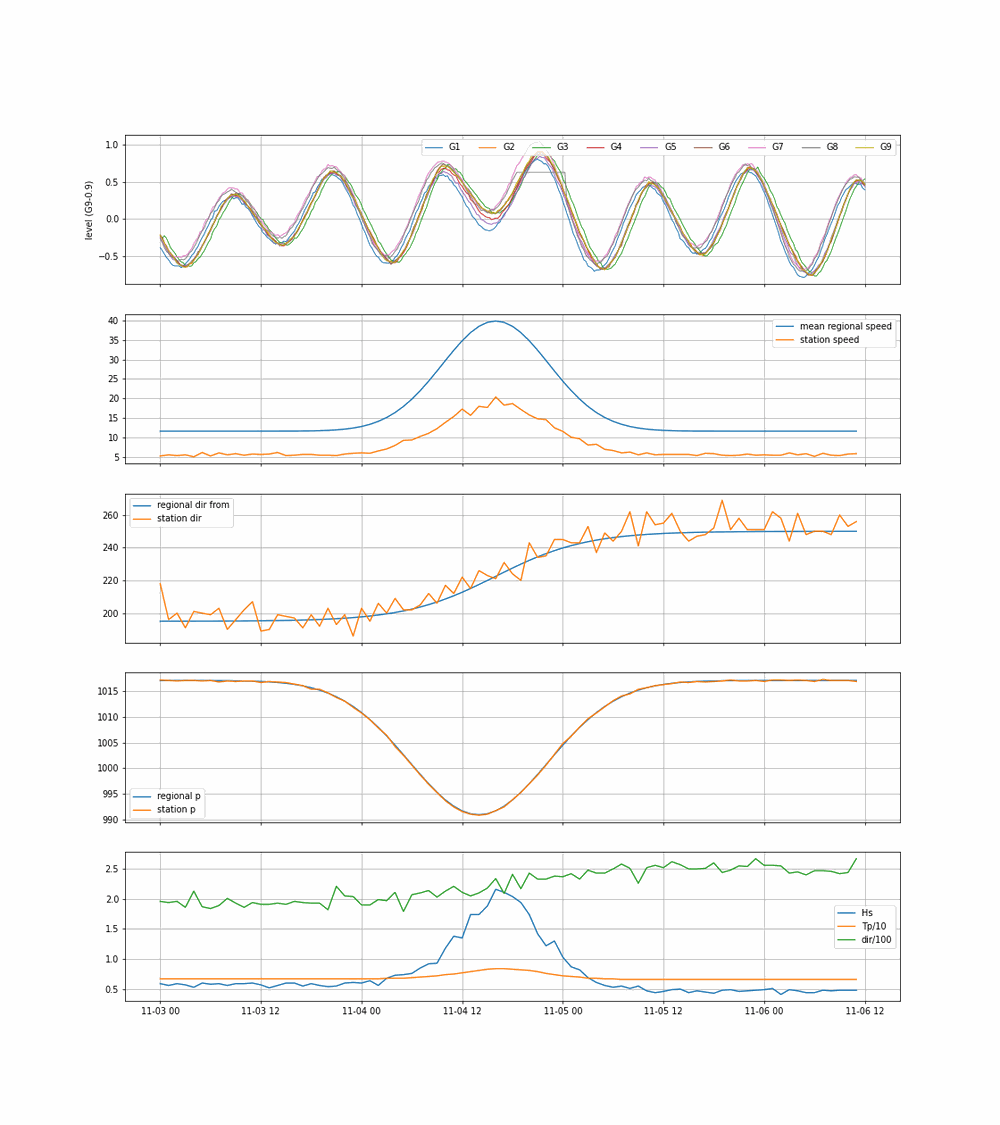 G1 G2 G3 G4 G5 G6 G7 G8 G9
1.0
0.5
0.0
−0.5
level (G9-0.9)
mean regional speed
station speed
40
35
30
25
20
15
10
5
regional dir from
station dir
260
240
220
200
1015
1010
1005
1000
995
990
regional p
station p
2.5
2.0
1.5
1.0
0.5
Hs
Tp/10
dir/100
11-03 00 11-03 12 11-04 00 11-04 12 11-05 00 11-05 12 11-06 00 11-06 12